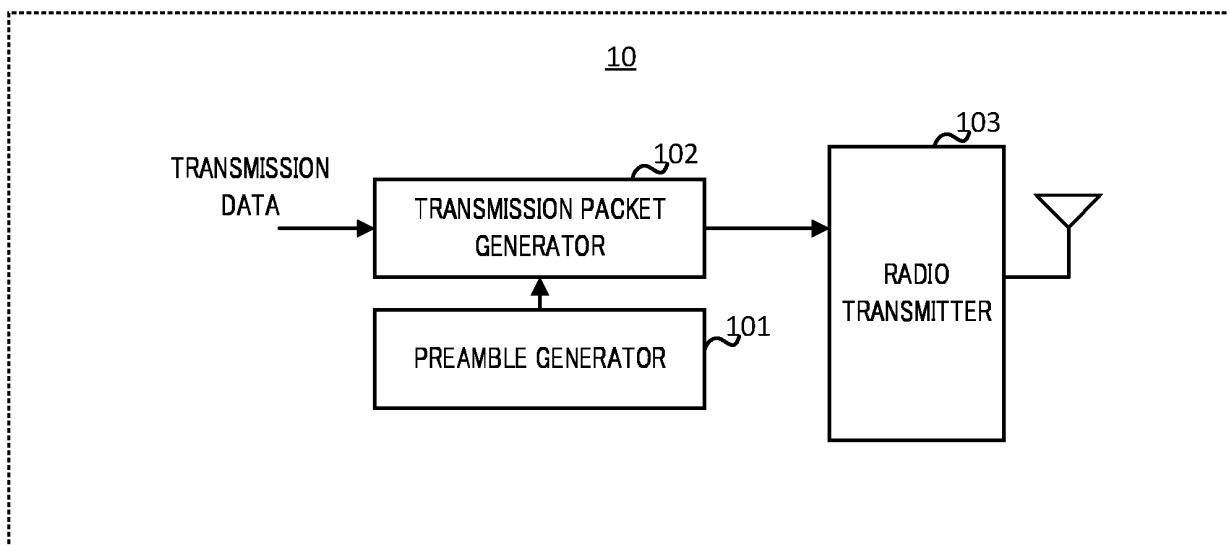 10
103
102
TRANSMISSION
DATA
TRANSMISSION PACKET
GENERATOR
RADIO
TRANSMITTER
101
PREAMBLE GENERATOR